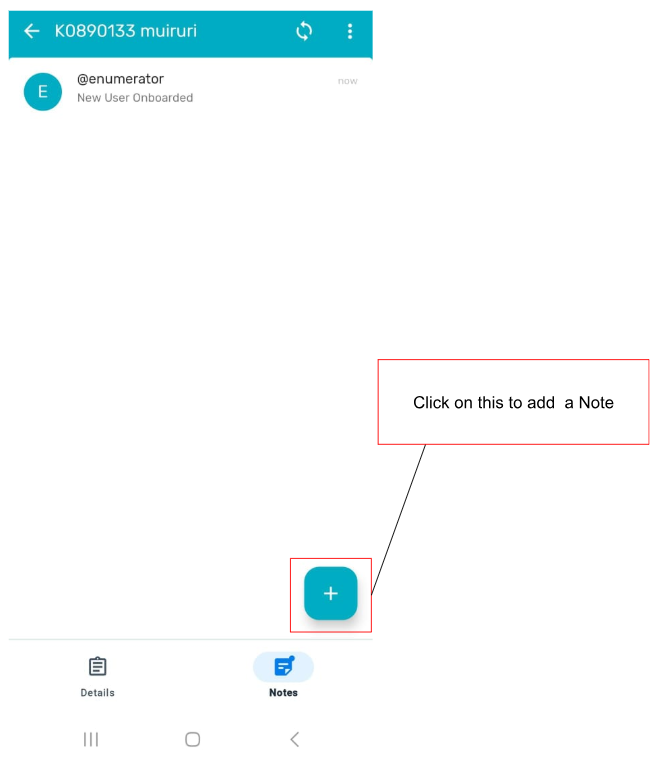 K0890133 muiruri
E
@enumerator
now
New User Onboarded
Click on this to add a Note
+
Details
Notes